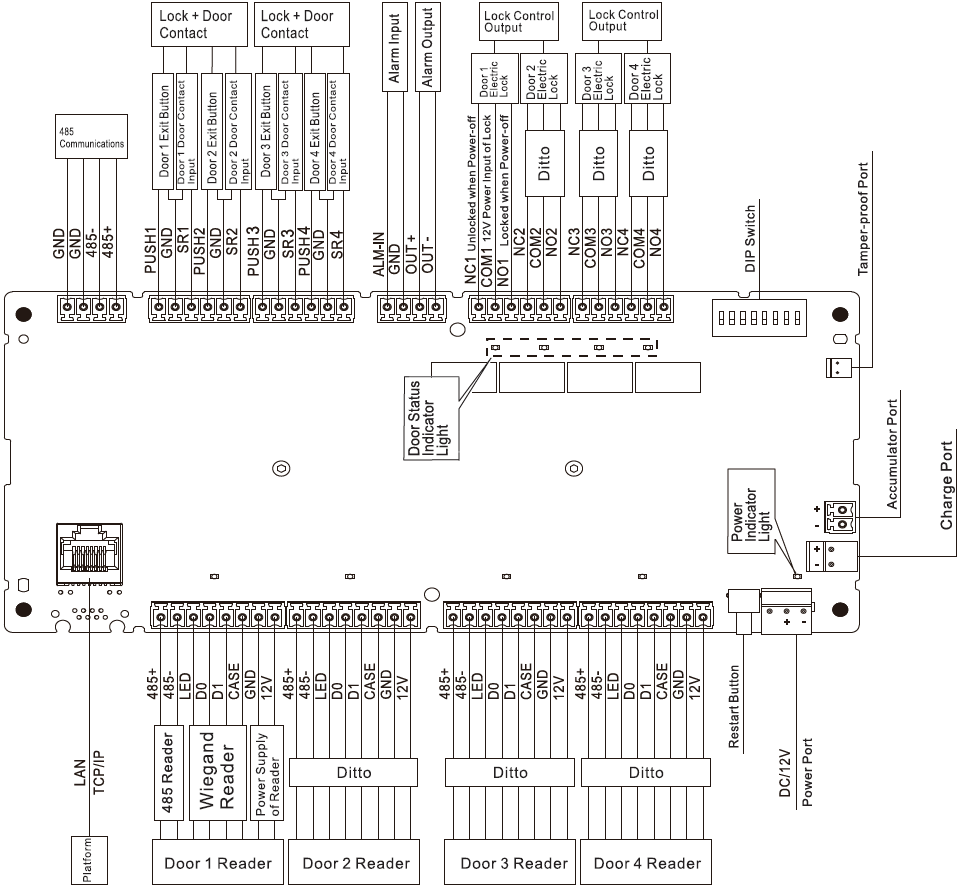 Lock + Door
Contact
Lock + Door
Contact
Alarm Input
Alarm Output
Lock Control
Output
Lock Control
Output
485
Communications
Door 1 Exit Button
Door 1 Door Contact
Input
Door 2 Exit Button
Door 2 Door Contact
Input
Door 3 Exit Button
Door 3 Door Contact
Input
Door 4 Exit Button
Door 4 Door Contact
Input
Door 1
Electric
Lock
Door 2
Electric
Lock
Door 3
Electric
Lock
Door 4
Electric
Lock
Ditto
Ditto
Ditto
GND
GND
485-
485+
PUSH1
GND
SR1
PUSH2
GND
SR2
PUSH3
GND
SR3
PUSH4
GND
SR4
ALM-IN
GND
OUT +
OUT -
NC1 Unlocked when Power-off
COM1 12V Power Input of Lock
NO1 Locked when Power-off
NC2
COM2
NO2
NC3
COM3
NO3
NC4
COM4
NO4
DIP Switch
Tamper-proof Port
Door Status
Indicator
Light
Accumulator Port
Charge Port
Power
Indicator
Light
+
-
+
-
+ -
485+
485-
LED
D0
D1
CASE
GND
12V
485+
485-
LED
D0
D1
CASE
GND
12V
485+
485-
LED
D0
D1
CASE
GND
12V
485+
485-
LED
D0
D1
CASE
GND
12V
Restart Button
DC/12V
Power Port
LAN
TCP/IP
Platform
485 Reader
Wiegand
Reader
Power Supply
of Reader
Ditto
Ditto
Ditto
Door 1 Reader
Door 2 Reader
Door 3 Reader
Door 4 Reader